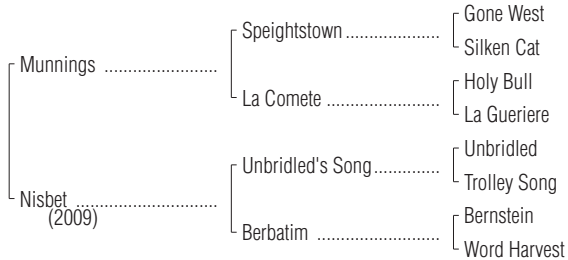 Gone West
Speightstown ....................
Silken Cat
Munnings ........................
Holy Bull
La Comete ........................
La Gueriere
Unbridled
Unbridled's Song..............
Trolley Song
Nisbet ..............................
(2009)
Bernstein
Berbatim ..........................
Word Harvest